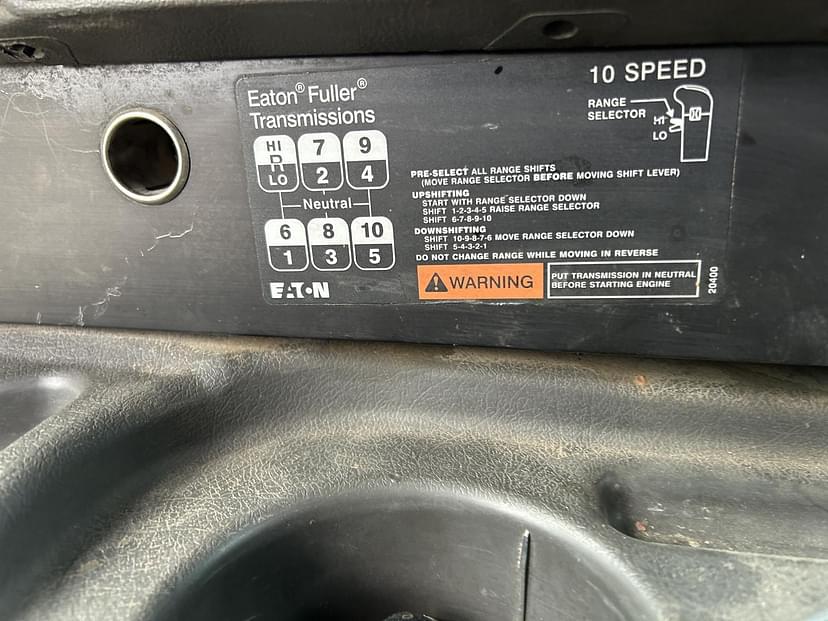 Eaton® Fuller®
Transmissions
10 SPEED
RANGE
SELECTOR
HI
LO
HI 7 9
R
LO 2 4
Neutral
6 8 10
1 3 5
PRE-SELECT ALL RANGE SHIFTS
(MOVE RANGE SELECTOR BEFORE MOVING SHIFT LEVER)
UPSHIFTING
START WITH RANGE SELECTOR DOWN
SHIFT 1-2-3-4-5 RAISE RANGE SELECTOR
SHIFT 6-7-8-9-10
DOWNSHIFTING
SHIFT 10-9-8-7-6 MOVE RANGE SELECTOR DOWN
SHIFT 5-4-3-2-1
DO NOT CHANGE RANGE WHILE MOVING IN REVERSE
WARNING
PUT TRANSMISSION IN NEUTRAL
BEFORE STARTING ENGINE
20400
EATON